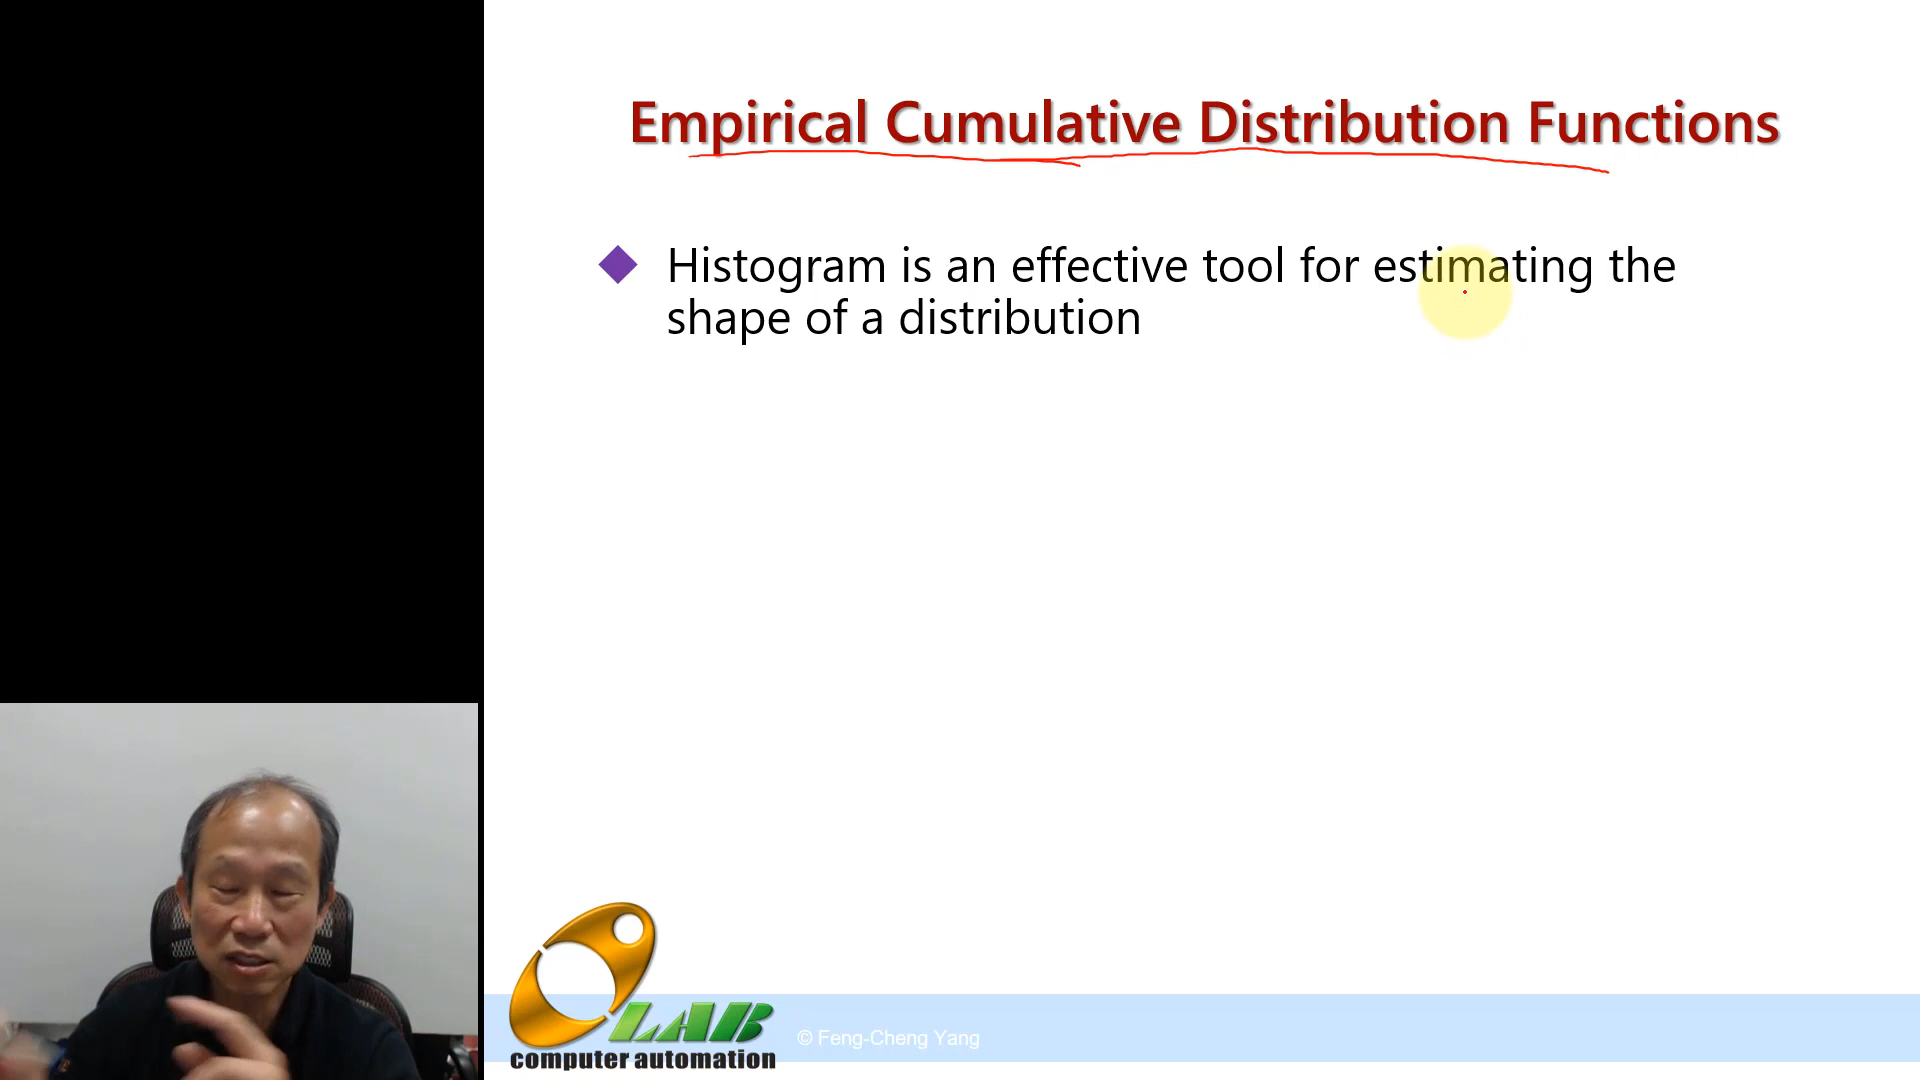 Empirical Cumulative Distribution Functions
◆ Histogram is an effective tool for estimating the
shape of a distribution
LAB
computer automation
© Feng-Cheng Yang